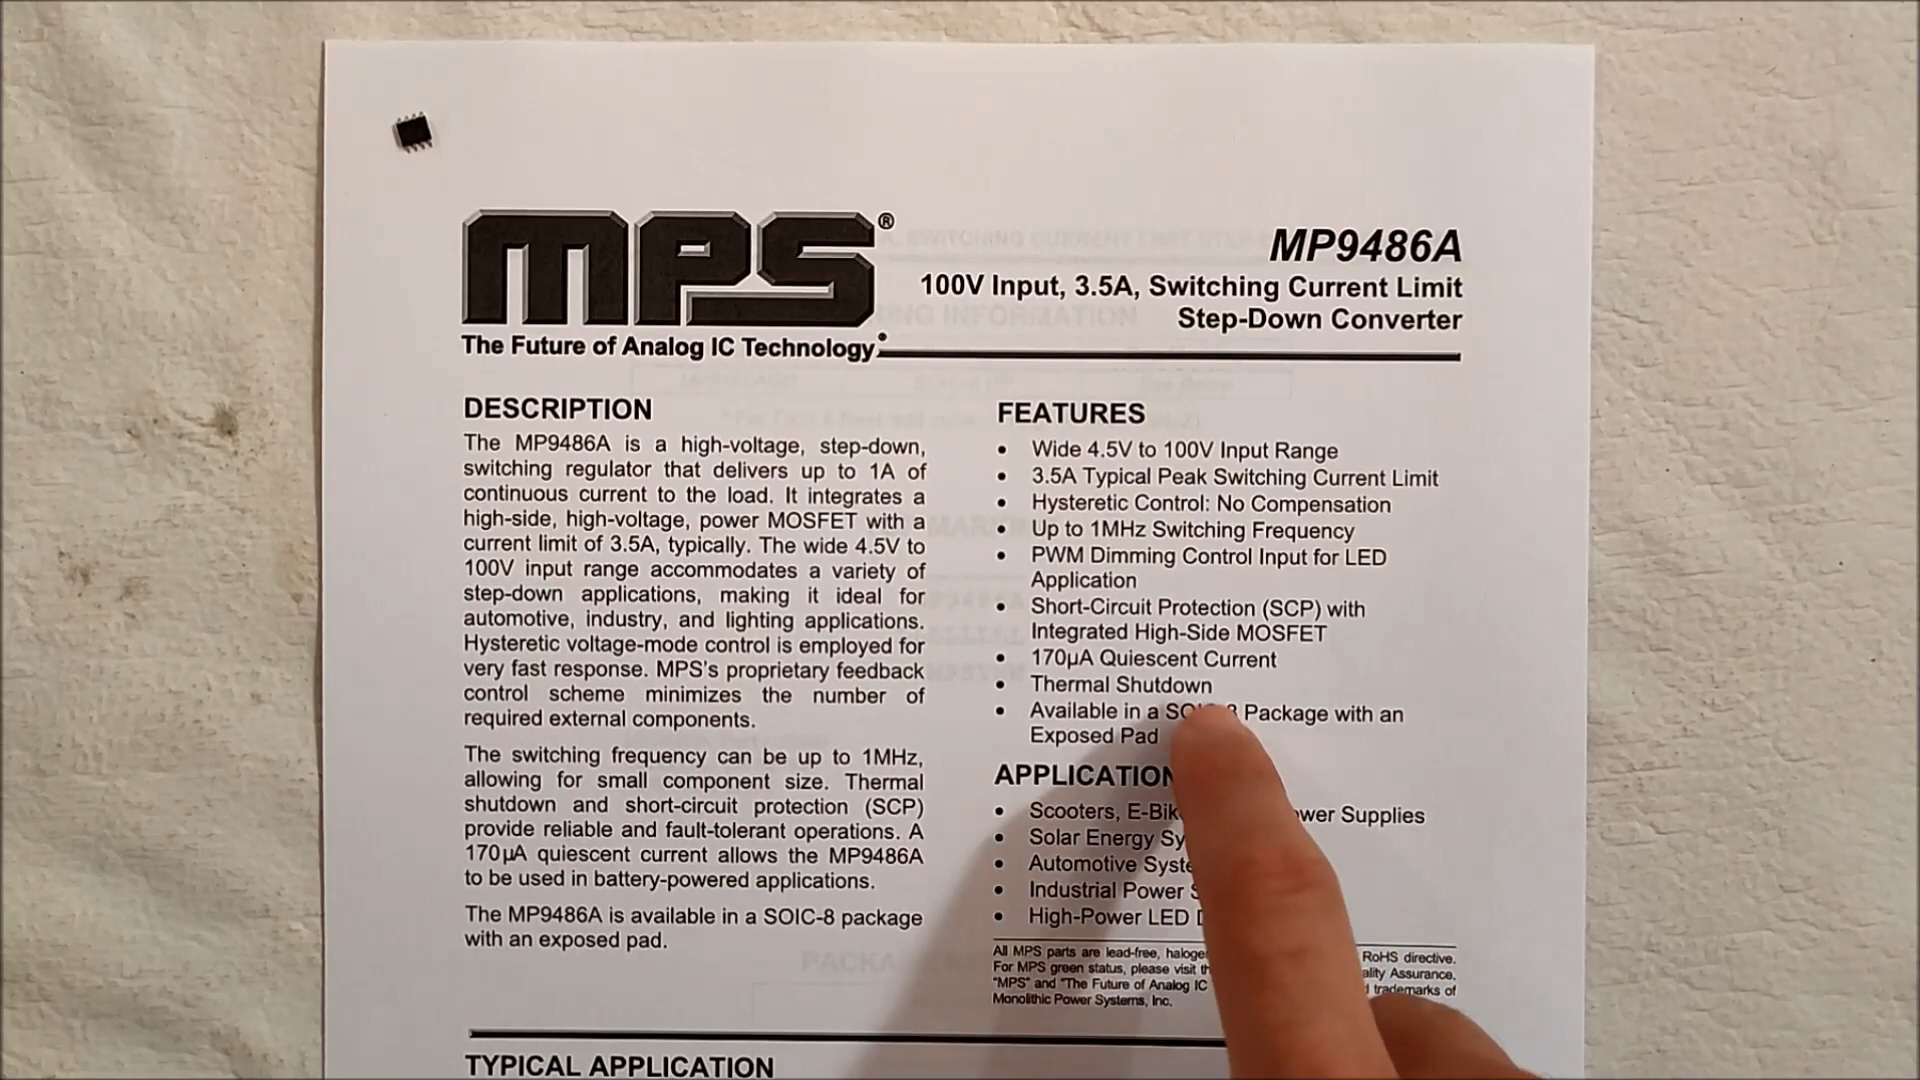 MPS®
The Future of Analog IC Technology
MP9486A
100V Input, 3.5A, Switching Current Limit
Step-Down Converter
DESCRIPTION
The MP9486A is a high-voltage, step-down,
switching regulator that delivers up to 1A of
continuous current to the load. It integrates a
high-side, high-voltage, power MOSFET with a
current limit of 3.5A, typically. The wide 4.5V to
100V input range accommodates a variety of
step-down applications, making it ideal for
automotive, industry, and lighting applications.
Hysteretic voltage-mode control is employed for
very fast response. MPS's proprietary feedback
control scheme minimizes the number of
required external components.
The switching frequency can be up to 1MHz,
allowing for small component size. Thermal
shutdown and short-circuit protection (SCP)
provide reliable and fault-tolerant operations. A
170µA quiescent current allows the MP9486A
to be used in battery-powered applications.
The MP9486A is available in a SOIC-8 package
with an exposed pad.
FEATURES
• Wide 4.5V to 100V Input Range
• 3.5A Typical Peak Switching Current Limit
• Hysteretic Control: No Compensation
• Up to 1MHz Switching Frequency
• PWM Dimming Control Input for LED
Application
• Short-Circuit Protection (SCP) with
Integrated High-Side MOSFET
• 170µA Quiescent Current
• Thermal Shutdown
• Available in a SOIC-8 Package with an
Exposed Pad
APPLICATION
• Scooters, E-Bik wer Supplies
• Solar Energy Sy
• Automotive Syste
• Industrial Power S
• High-Power LED D
All MPS parts are lead-free, haloge RoHS directive.
For MPS green status, please visit th ality Assurance.
"MPS" and "The Future of Analog IC trademarks of
Monolithic Power Systems, Inc.
TYPICAL APPLICATION